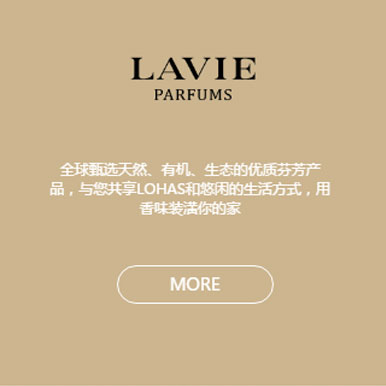 LAVIE
PARFUMS
全球甄选天然、有机、生态的优质芬芳产
品，与您共享LOHAS和悠闲的生活方式，用
香味装潢你的家
MORE